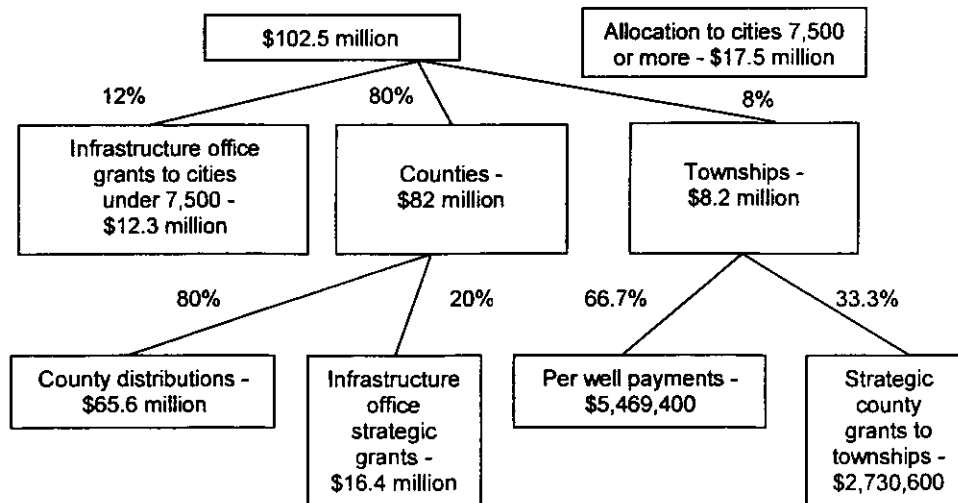 $102.5 million
Allocation to cities 7,500
or more - $17.5 million
12%
80%
8%
Infrastructure office
grants to cities
under 7,500 -
$12.3 million
Counties -
$82 million
Townships -
$8.2 million
80%
20%
66.7%
33.3%
County distributions -
$65.6 million
Infrastructure
office
strategic
grants -
$16.4 million
Per well payments -
$5,469,400
Strategic
county
grants to
townships -
$2,730,600